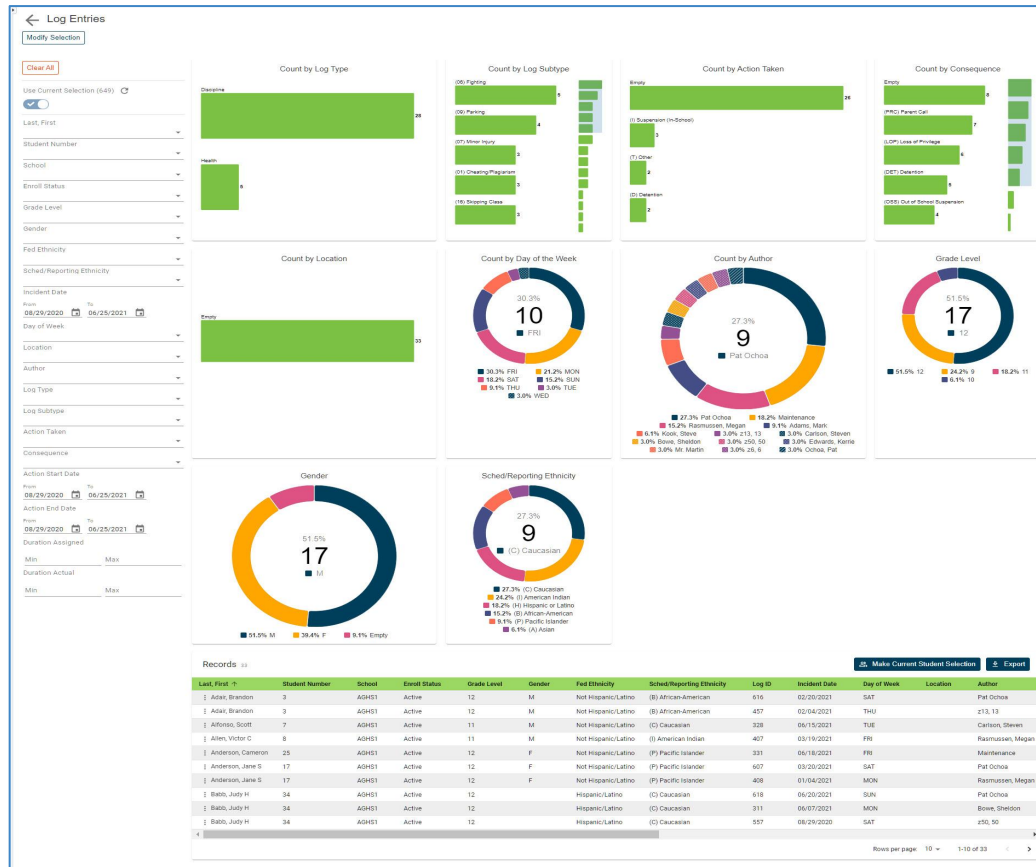 Log Entries
Modify Selection
Clear All
Use Current Selection (649)
Last, First
Student Number
School
Enroll Status
Grade Level
Gender
Fed Ethnicity
Sched/Reporting Ethnicity
Incident Date
From To
08/29/2020 06/25/2021
Day of Week
Location
Author
Log Type
Log Subtype
Action Taken
Consequence
Action Start Date
From To
08/29/2020 06/25/2021
Action End Date
From To
08/29/2020 06/25/2021
Duration Assigned
Min Max
Duration Actual
Min Max
Count by Log Type
Discipline
28
Health
5
Count by Log Subtype
(06) Fighting
5
(09) Parking
4
(07) Minor Injury
3
(01) Cheating/Plagiarism
3
(16) Skipping Class
3
Count by Action Taken
Empty
26
(I) Suspension (In-School)
3
(T) Other
2
(D) Detention
2
Count by Consequence
Empty
8
(PRC) Parent Call
7
(LOP) Loss of Privilege
6
(DET) Detention
5
(OSS) Out of School Suspension
4
Count by Location
Empty
33
Count by Day of the Week
30.3%
10
FRI
30.3% FRI 21.2% MON
18.2% SAT 15.2% SUN
9.1% THU 3.0% TUE
3.0% WED
Count by Author
27.3%
9
Pat Ochoa
27.3% Pat Ochoa 18.2% Maintenance
15.2% Rasmussen, Megan 9.1% Adams, Mark
6.1% Kook, Steve 3.0% z13, 13 3.0% Carlson, Steven
3.0% Bowe, Sheldon 3.0% z50, 50 3.0% Edwards, Kerrie
3.0% Mr. Martin 3.0% z6, 6 3.0% Ochoa, Pat
Grade Level
51.5%
17
12
51.5% 12 24.2% 9 18.2% 11
6.1% 10
Gender
51.5%
17
M
51.5% M 39.4% F 9.1% Empty
Sched/Reporting Ethnicity
27.3%
9
(C) Caucasian
27.3% (C) Caucasian
24.2% (I) American Indian
18.2% (H) Hispanic or Latino
15.2% (B) African-American
9.1% (P) Pacific Islander
6.1% (A) Asian
Records 33
Make Current Student Selection Export
Last, First Student Number School Enroll Status Grade Level Gender Fed Ethnicity Sched/Reporting Ethnicity Log ID Incident Date Day of Week Location Author
Adair, Brandon 3 AGHS1 Active 12 M Not Hispanic/Latino (B) African-American 616 02/20/2021 SAT Pat Ochoa
Adair, Brandon 3 AGHS1 Active 12 M Not Hispanic/Latino (B) African-American 457 02/04/2021 THU z13, 13
Alfonso, Scott 7 AGHS1 Active 11 M Not Hispanic/Latino (C) Caucasian 328 06/15/2021 TUE Carlson, Steven
Allen, Victor C 8 AGHS1 Active 11 M Not Hispanic/Latino (I) American Indian 407 03/19/2021 FRI Rasmussen, Megan
Anderson, Cameron 25 AGHS1 Active 12 F Not Hispanic/Latino (P) Pacific Islander 331 06/18/2021 FRI Maintenance
Anderson, Jane S 17 AGHS1 Active 12 F Not Hispanic/Latino (P) Pacific Islander 607 03/20/2021 SAT Pat Ochoa
Anderson, Jane S 17 AGHS1 Active 12 F Not Hispanic/Latino (P) Pacific Islander 408 01/04/2021 MON Rasmussen, Megan
Babb, Judy H 34 AGHS1 Active 12 Hispanic/Latino (C) Caucasian 618 06/20/2021 SUN Pat Ochoa
Babb, Judy H 34 AGHS1 Active 12 Hispanic/Latino (C) Caucasian 311 06/07/2021 MON Bowe, Sheldon
Babb, Judy H 34 AGHS1 Active 12 Hispanic/Latino (C) Caucasian 557 08/29/2020 SAT z50, 50
Rows per page: 10 1-10 of 33